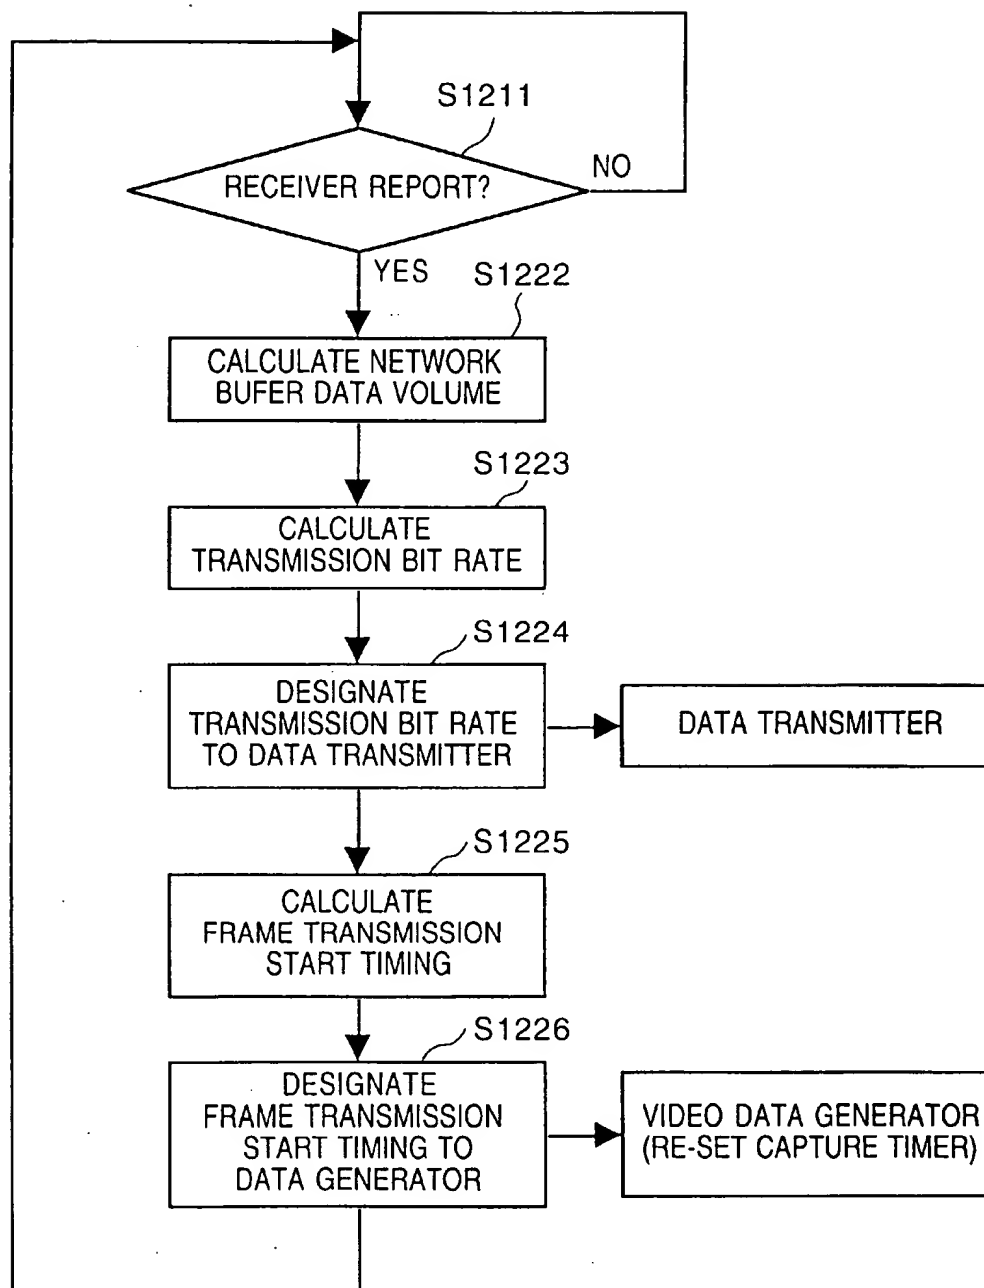 S1211
RECEIVER REPORT?
NO
YES
S1222
CALCULATE NETWORK
BUFER DATA VOLUME
S1223
CALCULATE
TRANSMISSION BIT RATE
S1224
DESIGNATE
TRANSMISSION BIT RATE
TO DATA TRANSMITTER
DATA TRANSMITTER
S1225
CALCULATE
FRAME TRANSMISSION
START TIMING
S1226
DESIGNATE
FRAME TRANSMISSION
START TIMING TO
DATA GENERATOR
VIDEO DATA GENERATOR
(RE-SET CAPTURE TIMER)